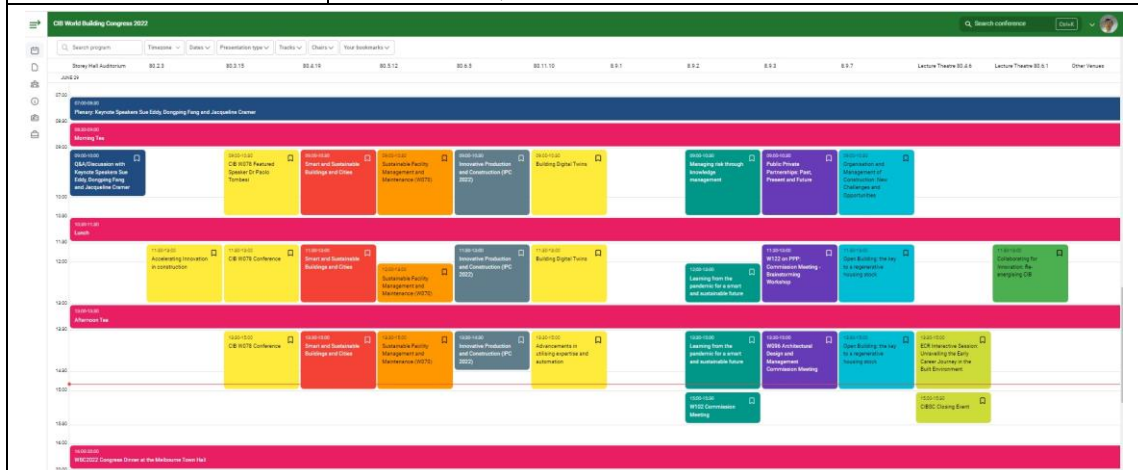 CIB World Building Congress 2022
Search conference
Ctrl+K
Search program
Timezone
Dates
Presentation type
Tracks
Chairs
Your bookmarks
Storey Hall Auditorium
80.2.3
80.3.15
80.4.19
80.5.12
80.6.5
80.11.10
8.9.1
8.9.2
8.9.3
8.9.7
Lecture Theatre 80.4.6
Lecture Theatre 80.6.1
Other Venues
Plenary: Keynote Speakers Sue Eddy, Dongping Fang and Jacqueline Cramer
Morning Tea
09:00
Q&A/Discussion with
Keynote Speakers Sue
Eddy, Dongping Fang
and Jacqueline Cramer
CIB W078 Featured
Speaker Dr Paolo
Tombesi
Smart and Sustainable
Buildings and Cities
Sustainable Facility
Management and
Maintenance (W070)
Innovative Production
and Construction (IPC
2022)
Building Digital Twins
Managing risk through
knowledge
management
Public Private
Partnerships: Past,
Present and Future
Organisation and
Management of
Construction: New
Challenges and
Opportunities
10:00
Lunch
Accelerating Innovation
in construction
CIB W078 Conference
Smart and Sustainable
Buildings and Cities
Sustainable Facility
Management and
Maintenance (W070)
Innovative Production
and Construction (IPC
2022)
Building Digital Twins
Learning from the
pandemic for a smart
and sustainable future
W122 on PPP:
Commission Meeting -
Brainstorming
Workshop
Open Building: the key
to a regenerative
housing stock
Collaborating for
Innovation: Re-
energising CIB
12:00
13:00
Afternoon Tea
CIB W078 Conference
Smart and Sustainable
Buildings and Cities
Sustainable Facility
Management and
Maintenance (W070)
Innovative Production
and Construction (IPC
2022)
Advancements in
utilising expertise and
automation
Learning from the
pandemic for a smart
and sustainable future
W096 Architectural
Design and
Management
Commission Meeting
Open Building: the key
to a regenerative
housing stock
ECR Interactive Session
Unravelling the Early
Career Journey in the
Built Environment
15:00
W102 Commission
Meeting
CIBSC Closing Event
WBC2022 Congress Dinner at the Melbourne Town Hall